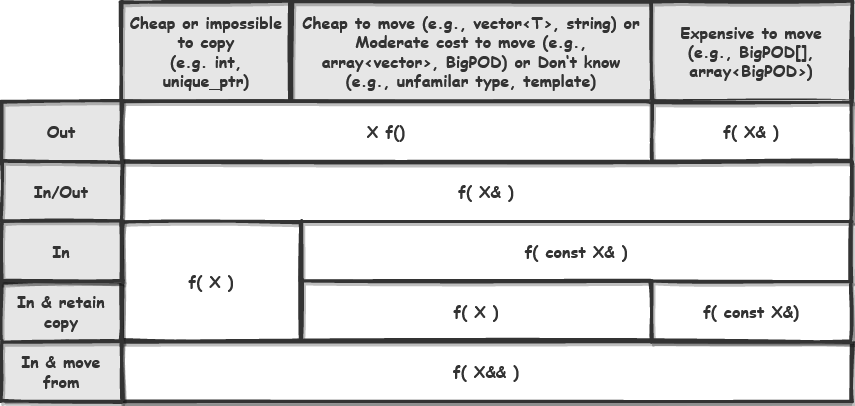 Cheap or impossible
to copy
(e.g. int,
unique_ptr)
Cheap to move (e.g., vector<T>, string) or
Moderate cost to move (e.g.,
array<vector>, BigPOD) or Don't know
(e.g., unfamilar type, template)
Expensive to move
(e.g., BigPOD[],
array<BigPOD>)
Out
X f()
f( X& )
In/Out
f( X& )
In
f( X )
f( const X& )
In & retain
copy
f( X )
f( const X&)
In & move
from
f( X&& )